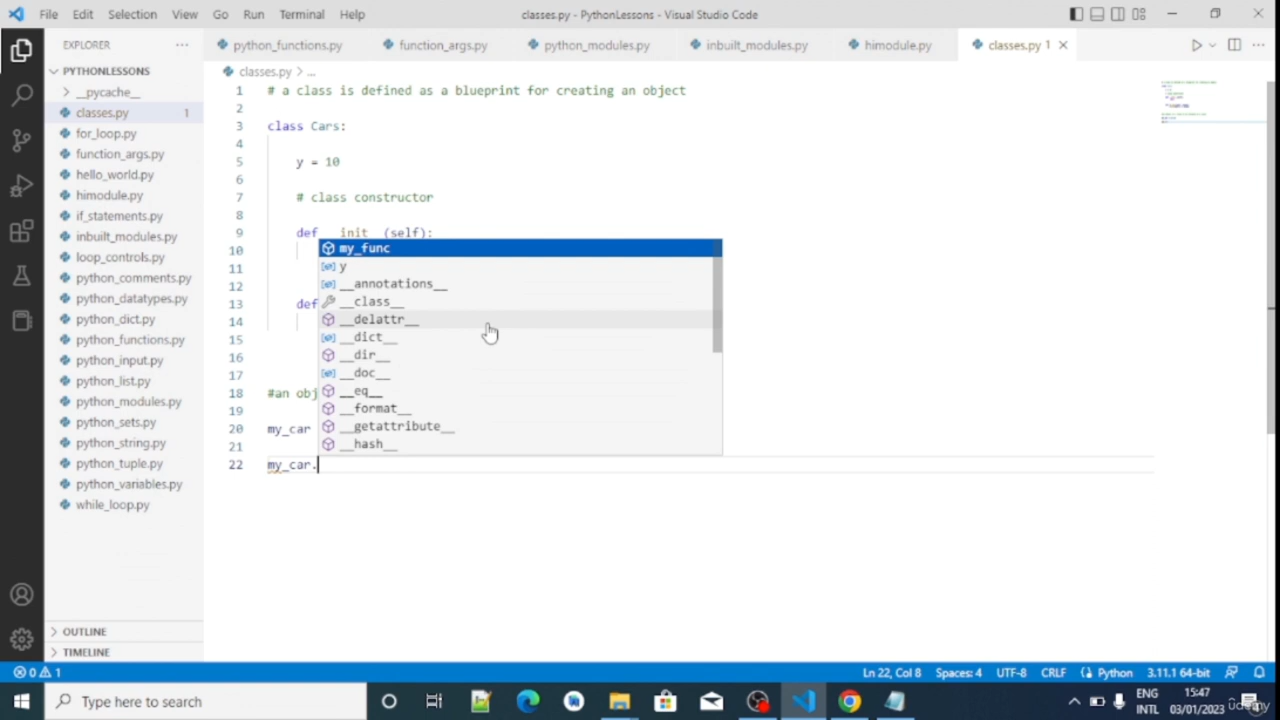 File Edit Selection View Go Run Terminal Help
classes.py - PythonLessons - Visual Studio Code
EXPLORER
python_functions.py function_args.py python_modules.py inbuilt_modules.py himodule.py classes.py 1
PYTHONLESSONS
__pycache__
classes.py 1
for_loop.py
function_args.py
hello_world.py
himodule.py
if_statements.py
inbuilt_modules.py
loop_controls.py
python_comments.py
python_datatypes.py
python_dict.py
python_functions.py
python_input.py
python_list.py
python_modules.py
python_sets.py
python_string.py
python_tuple.py
python_variables.py
while_loop.py
OUTLINE
TIMELINE
classes.py > ...
1 # a class is defined as a blueprint for creating an object
2
3 class Cars:
4
5 y = 10
6
7 # class constructor
8
9 def __init__(self):
10
11
12
13 def
14
15
16
17
18 #an obj
19
20 my_car
21
22 my_car.
my_func
y
__annotations__
__class__
__delattr__
__dict__
__dir__
__doc__
__eq__
__format__
__getattribute__
__hash__
0 1
Ln 22, Col 8 Spaces: 4 UTF-8 CRLF Python 3.11.1 64-bit
Type here to search
ENG
INTL
15:47
03/01/2023
udemy